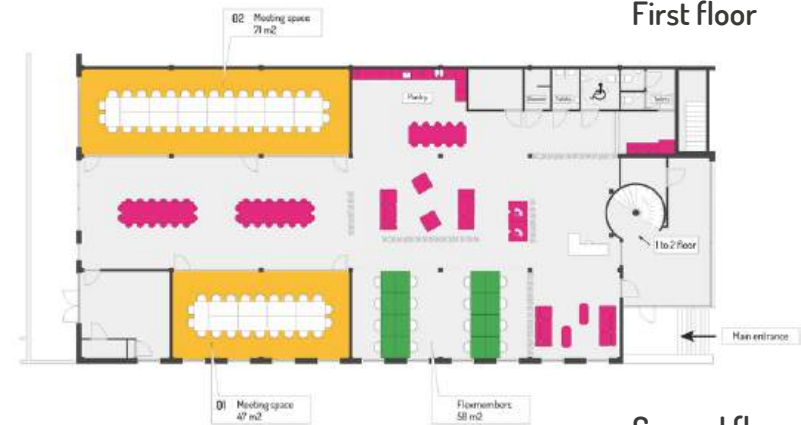 First floor
02 Meeting space
71 m2
Pantry
Shower
Toilets
Toilets
1 to 2 floor
Main entrance
01 Meeting space
47 m2
Flexmembers
58 m2